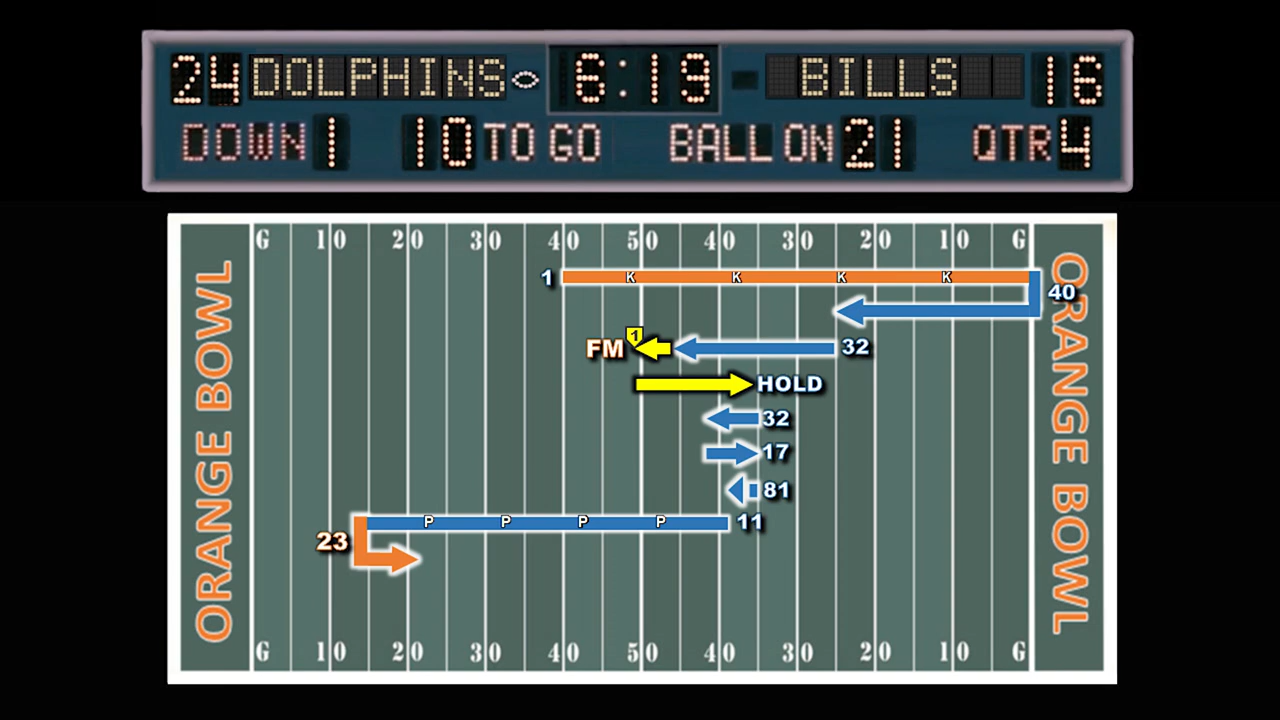 24 DOLPHINS 6:19 BILLS 16
DOWN 1 10 TO GO BALL ON 21 QTR 4
G 10 20 30 40 50 40 30 20 10 G
1 K K K K
40
1
FM 32
HOLD
32
17
81
P P P P 11
23
G 10 20 30 40 50 40 30 20 10 G
ORANGE BOWL
ORANGE BOWL